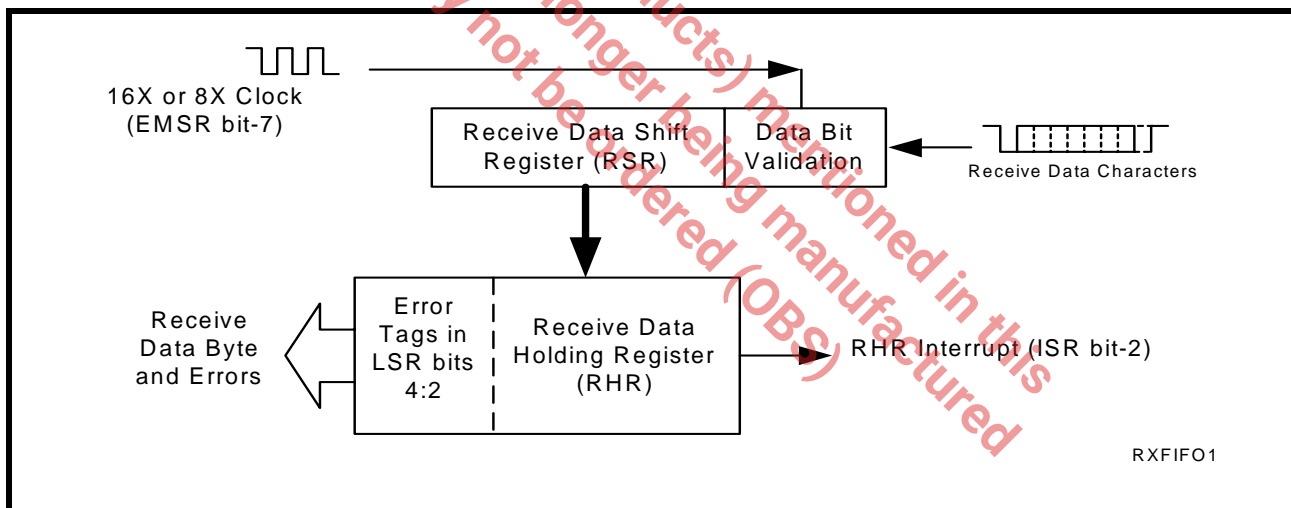 16X or 8X Clock
(EMSR bit-7)
Receive Data Shift
Register (RSR)
Data Bit
Validation
Receive Data Characters
Receive
Data Byte
and Errors
Error
Tags in
LSR bits
4:2
Receive Data
Holding Register
(RHR)
RHR Interrupt (ISR bit-2)
RXFIFO1
ducts) mentioned in this
onger being manufactured
y not be ordered (OBS)